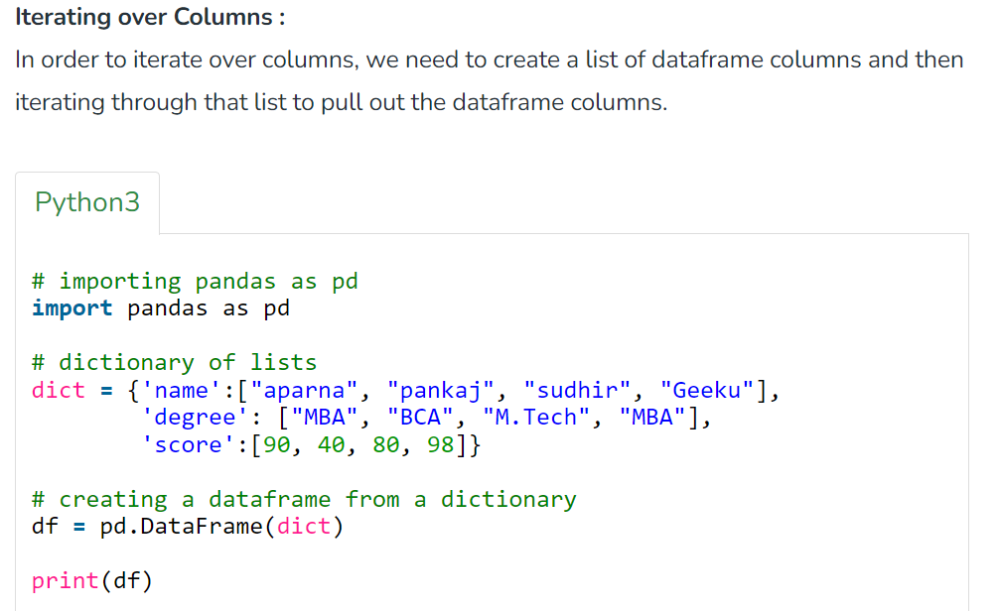 Iterating over Columns :
In order to iterate over columns, we need to create a list of dataframe columns and then
iterating through that list to pull out the dataframe columns.
Python3
# importing pandas as pd
import pandas as pd
# dictionary of lists
dict = {'name':["aparna", "pankaj", "sudhir", "Geeku"],
        'degree': ["MBA", "BCA", "M.Tech", "MBA"],
        'score':[90, 40, 80, 98]}
# creating a dataframe from a dictionary
df = pd.DataFrame(dict)
print(df)